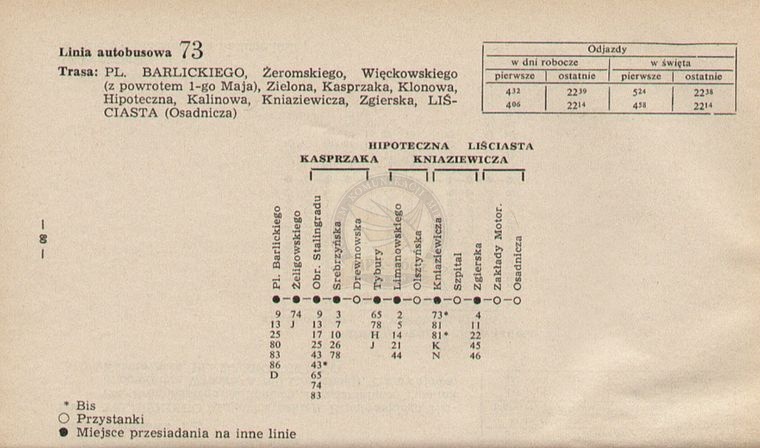 Linia autobusowa 73
Trasa: PL. BARLICKIEGO, Żeromskiego, Więckowskiego
(z powrotem 1-go Maja), Zielona, Kasprzaka, Klonowa,
Hipoteczna, Kalinowa, Kniaziewicza, Zgierska, LIŚ-
CIASTA (Osadnicza)
Odjazdy
w dni robocze w święta
pierwsze ostatnie pierwsze ostatnie
4³² 22³⁹ 5²⁴ 22³⁸
4⁰⁶ 22¹⁴ 4⁵⁸ 22¹⁴
HIPOTECZNA LIŚCIASTA
KASPRZAKA KNIAZIEWICZA
Pl. Barlickiego
Żeligowskiego
Obr. Stalingradu
Srebrzyńska
Drewnowska
Tybury
Limanowskiego
Olsztyńska
Kniaziewicza
Szpital
Zgierska
Zakłady Motor.
Osadnicza
9 74 9 3 65 2 73* 4
13 J 13 7 78 5 81 11
25 17 10 H 14 81* 22
80 25 26 J 21 K 45
83 43 78 44 N 46
86 43*
D 65
74
83
— 80 —
* Bis
Przystanki
Miejsce przesiadania na inne linie